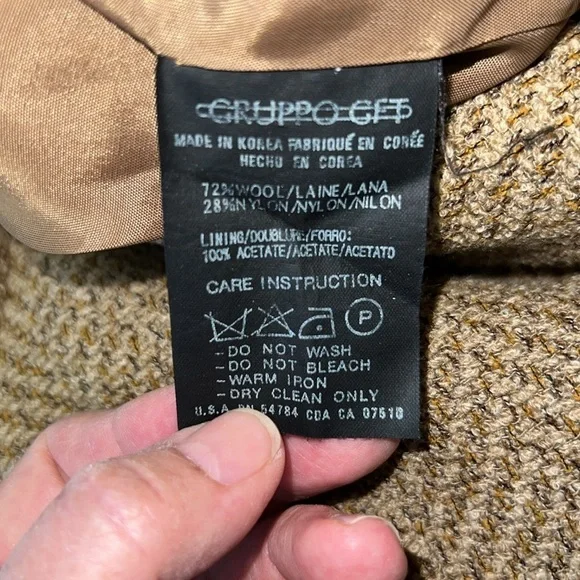 GRUPPO GFT
MADE IN KOREA FABRIQUÉ EN CORÉE
HECHO EN COREA
72%WOOL/LAINE/LANA
28%NYLON/NYLON/NILON
LINING/DOUBLURE/FORRO:
100% ACETATE/ACETATE/ACETATO
CARE INSTRUCTION
P
- DO NOT WASH
- DO NOT BLEACH
- WARM IRON
- DRY CLEAN ONLY
U.S.A RN 54784 CDA CA 07510